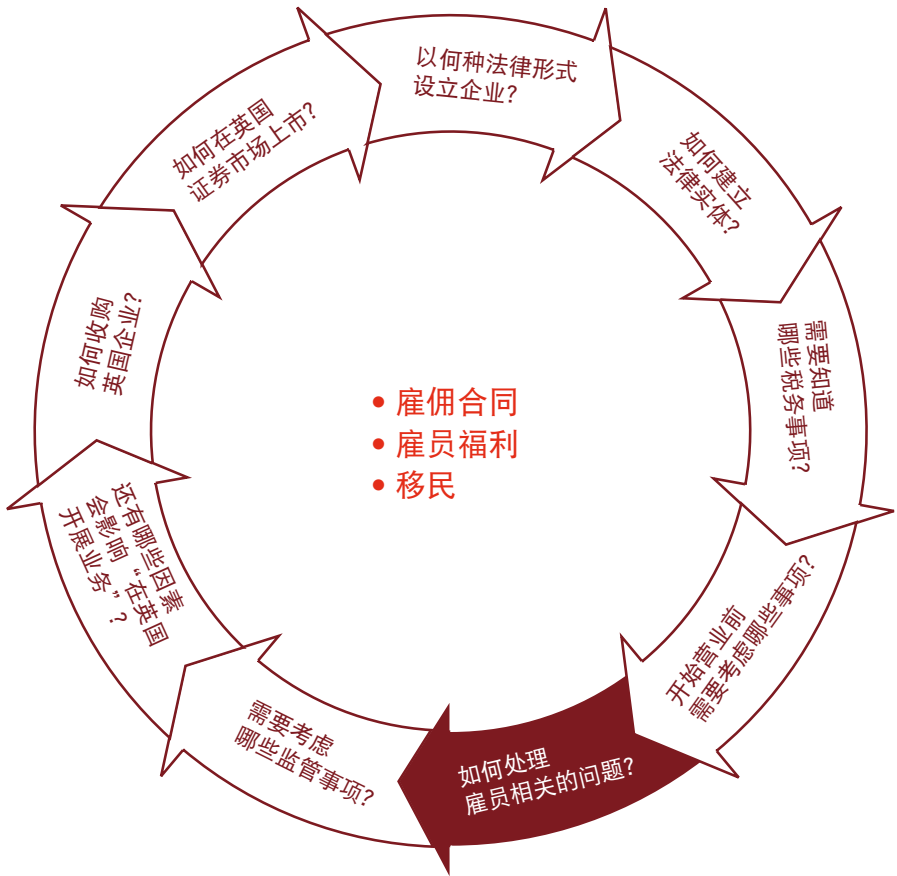 以何种法律形式
设立企业？
如何建立
法律实体？
需要知道
哪些税务事项？
开始营业前
需要考虑哪些事项？
如何处理
雇员相关的问题？
需要考虑
哪些监管事项？
还有哪些因素
会影响“在英国
开展业务”？
如何收购
英国企业？
如何在英国
证券市场上市？
• 雇佣合同
• 雇员福利
• 移民